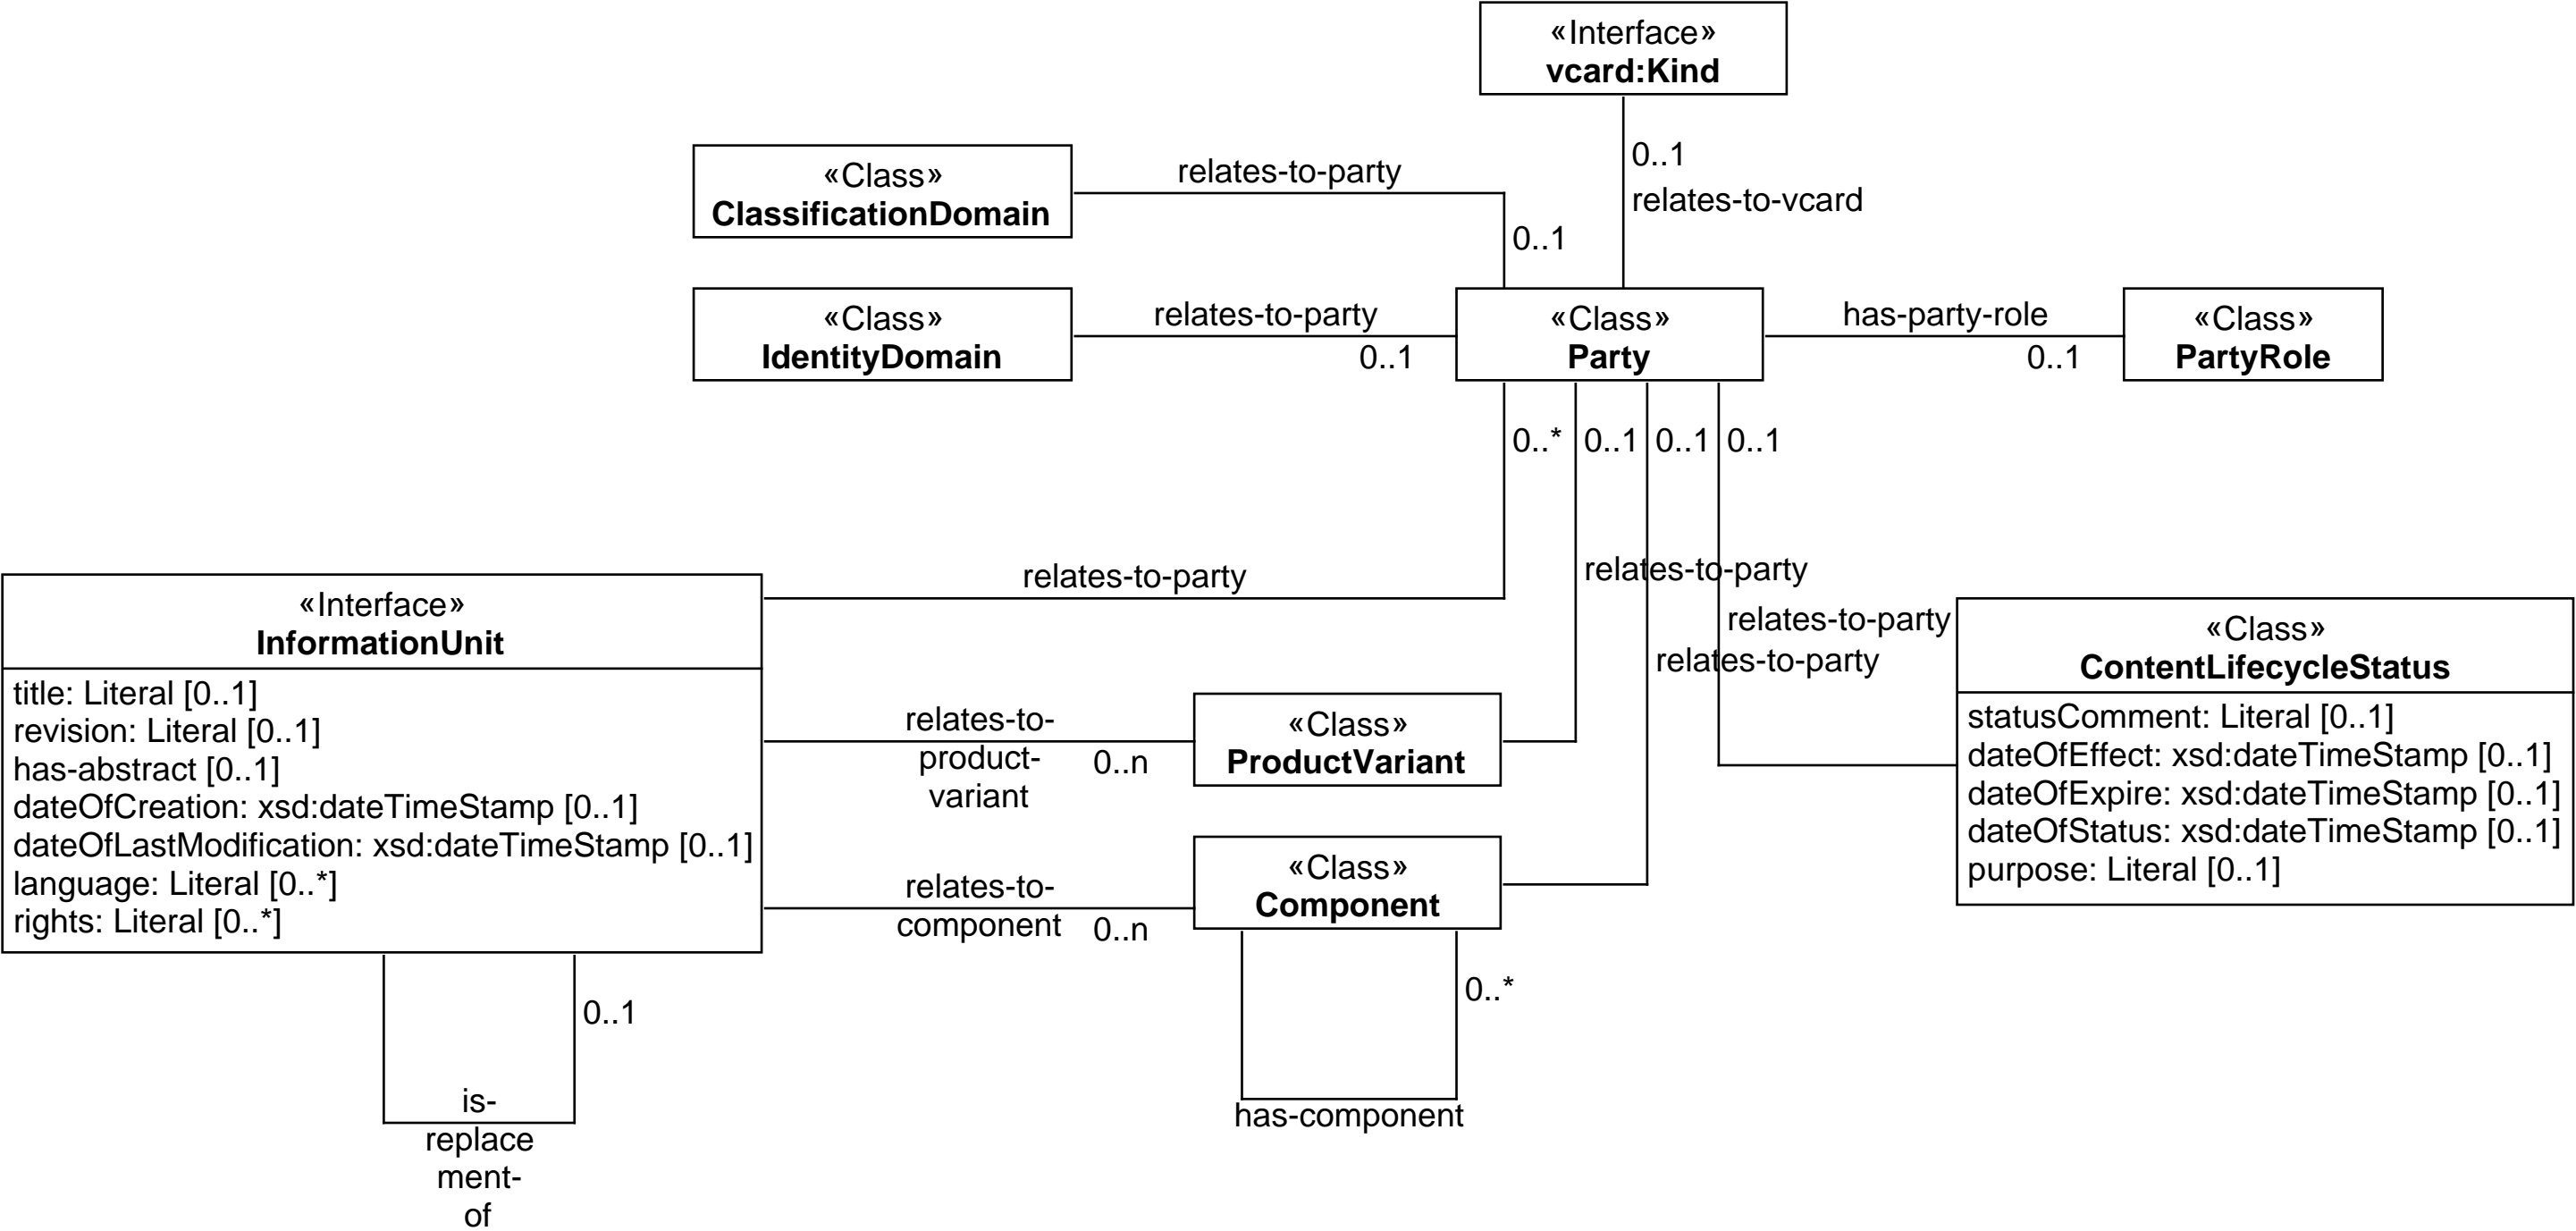 «Interface»
vcard:Kind
0..1
relates-to-vcard
«Class»
ClassificationDomain
relates-to-party
0..1
«Class»
IdentityDomain
relates-to-party
0..1
«Class»
Party
has-party-role
0..1
«Class»
PartyRole
0..*
0..1
0..1
0..1
relates-to-party
relates-to-party
relates-to-party
relates-to-party
«Interface»
InformationUnit
title: Literal [0..1]
revision: Literal [0..1]
has-abstract [0..1]
dateOfCreation: xsd:dateTimeStamp [0..1]
dateOfLastModification: xsd:dateTimeStamp [0..1]
language: Literal [0..*]
rights: Literal [0..*]
relates-to-
product-
variant
0..n
«Class»
ProductVariant
«Class»
ContentLifecycleStatus
statusComment: Literal [0..1]
dateOfEffect: xsd:dateTimeStamp [0..1]
dateOfExpire: xsd:dateTimeStamp [0..1]
dateOfStatus: xsd:dateTimeStamp [0..1]
purpose: Literal [0..1]
relates-to-
component
0..n
«Class»
Component
0..*
has-component
0..1
is-
replace
ment-
of